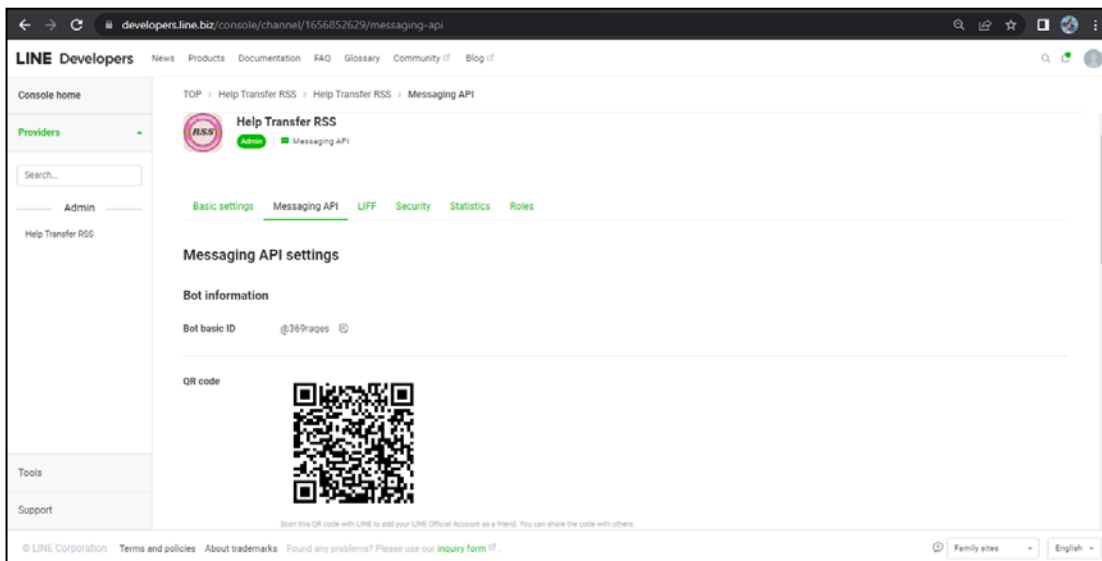 developers.line.biz/console/channel/1656852629/messaging-api
LINE Developers News Products Documentation FAQ Glossary Community Blog
Console home
TOP > Help Transfer RSS > Help Transfer RSS > Messaging API
Providers
RSS
Help Transfer RSS
Admin Messaging API
Search...
Admin
Help Transfer RSS
Basic settings Messaging API LIFF Security Statistics Roles
Messaging API settings
Bot information
Bot basic ID @369raqes
QR code
Scan this QR code with LINE to add your LINE Official Account as a friend. You can share the code with others.
Tools
Support
© LINE Corporation Terms and policies About trademarks Found any problems? Please use our inquiry form .
Family sites English